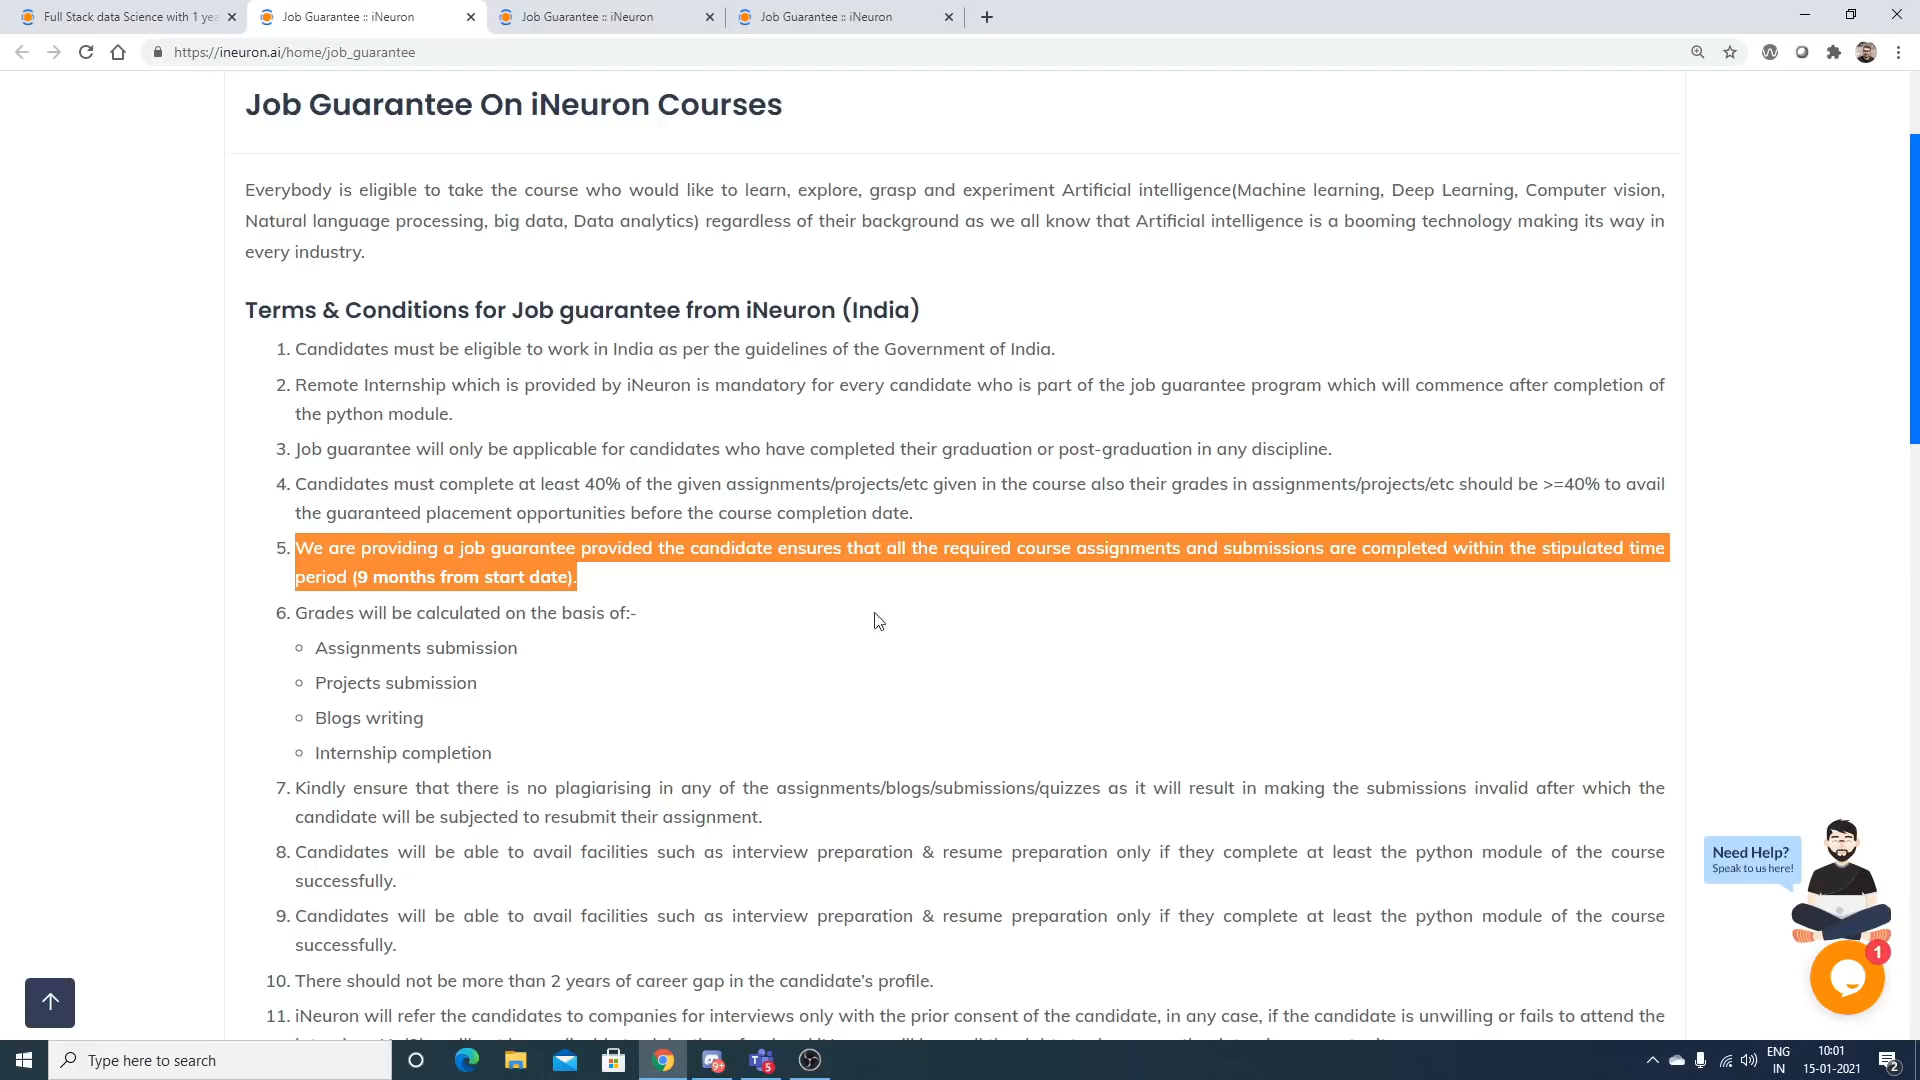 Full Stack data Science with 1 yea
Job Guarantee :: iNeuron
Job Guarantee :: iNeuron
Job Guarantee :: iNeuron
https://ineuron.ai/home/job_guarantee
Job Guarantee On iNeuron Courses
Everybody is eligible to take the course who would like to learn, explore, grasp and experiment Artificial intelligence(Machine learning, Deep Learning, Computer vision,
Natural language processing, big data, Data analytics) regardless of their background as we all know that Artificial intelligence is a booming technology making its way in
every industry.
Terms & Conditions for Job guarantee from iNeuron (India)
1. Candidates must be eligible to work in India as per the guidelines of the Government of India.
2. Remote Internship which is provided by iNeuron is mandatory for every candidate who is part of the job guarantee program which will commence after completion of
the python module.
3. Job guarantee will only be applicable for candidates who have completed their graduation or post-graduation in any discipline.
4. Candidates must complete at least 40% of the given assignments/projects/etc given in the course also their grades in assignments/projects/etc should be >=40% to avail
the guaranteed placement opportunities before the course completion date.
5. We are providing a job guarantee provided the candidate ensures that all the required course assignments and submissions are completed within the stipulated time
period (9 months from start date).
6. Grades will be calculated on the basis of:-
Assignments submission
Projects submission
Blogs writing
Internship completion
7. Kindly ensure that there is no plagiarising in any of the assignments/blogs/submissions/quizzes as it will result in making the submissions invalid after which the
candidate will be subjected to resubmit their assignment.
8. Candidates will be able to avail facilities such as interview preparation & resume preparation only if they complete at least the python module of the course
successfully.
9. Candidates will be able to avail facilities such as interview preparation & resume preparation only if they complete at least the python module of the course
successfully.
10. There should not be more than 2 years of career gap in the candidate's profile.
11. iNeuron will refer the candidates to companies for interviews only with the prior consent of the candidate, in any case, if the candidate is unwilling or fails to attend the
Need Help?
Speak to us here!
1
Type here to search
9+
5
ENG
IN
10:01
15-01-2021
2